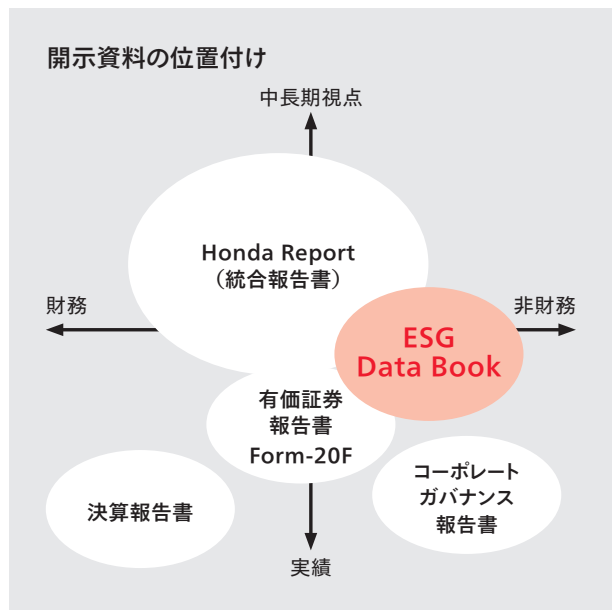 開示資料の位置付け
中長期視点
Honda Report
（統合報告書）
財務
非財務
ESG
Data Book
有価証券
報告書
Form-20F
決算報告書
コーポレート
ガバナンス
報告書
実績